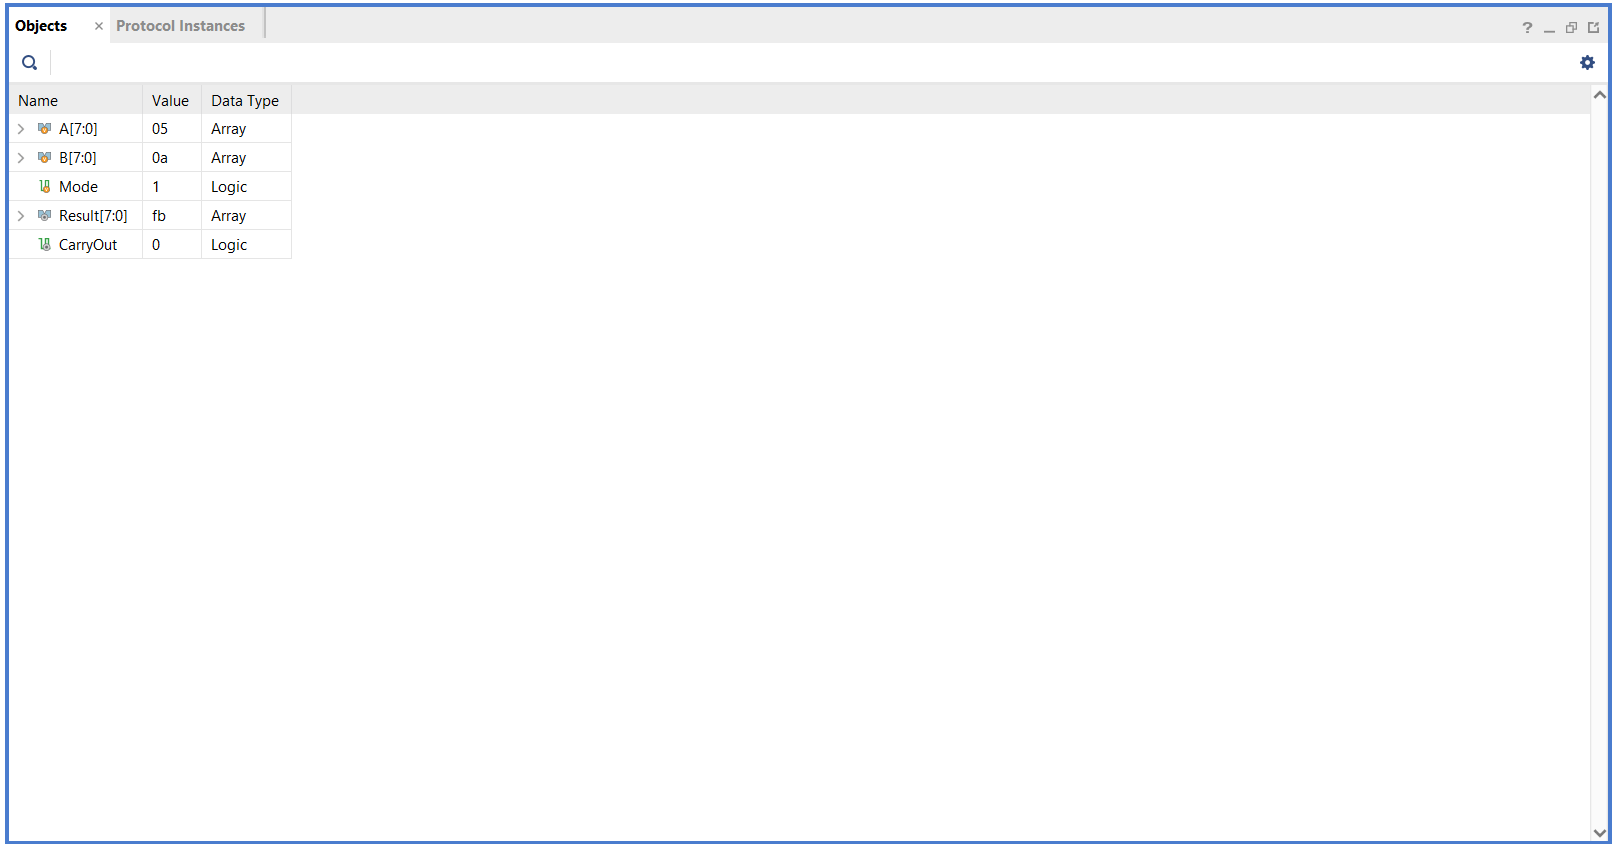 Objects × Protocol Instances ?
Name Value Data Type
A[7:0] 05 Array
B[7:0] 0a Array
Mode 1 Logic
Result[7:0] fb Array
CarryOut 0 Logic